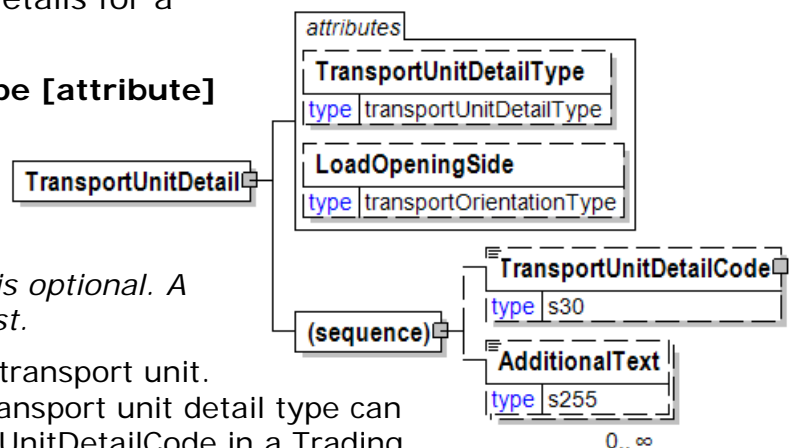 etails for a
pe [attribute]
is optional. A
st.
transport unit.
ansport unit detail type can
UnitDetailCode in a Trading
TransportUnitDetail
attributes
TransportUnitDetailType
type transportUnitDetailType
LoadOpeningSide
type transportOrientationType
(sequence)
TransportUnitDetailCode
type s30
AdditionalText
type s255
0..∞